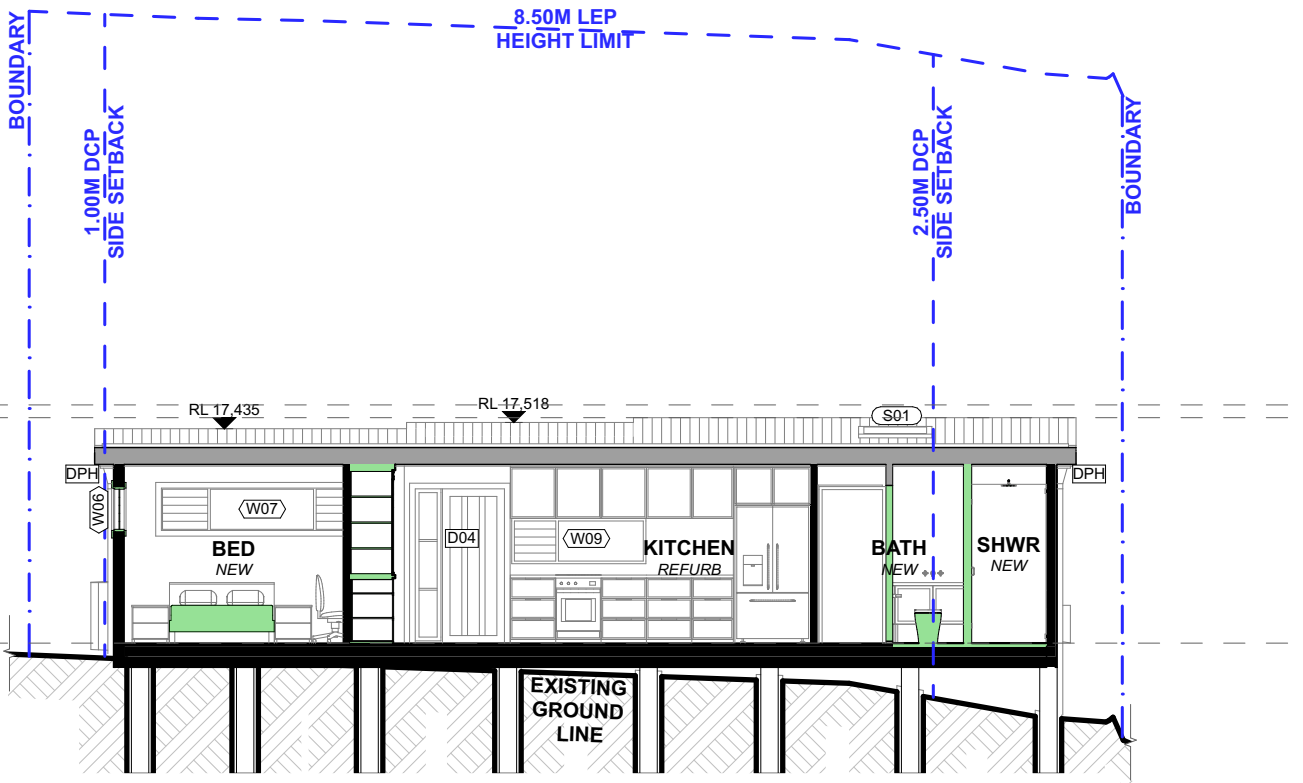 8.50M LEP
HEIGHT LIMIT
BOUNDARY
1.00M DCP
SIDE SETBACK
2.50M DCP
SIDE SETBACK
BOUNDARY
RL 17,435
RL 17,518
S01
DPH
DPH
W06
W07
D04
W09
BED
NEW
KITCHEN
REFURB
BATH
NEW
SHWR
NEW
EXISTING
GROUND
LINE